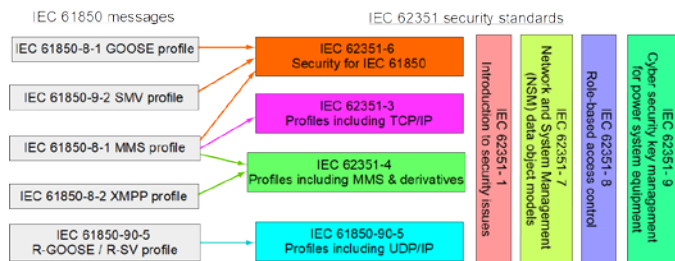 IEC 61850 messages
IEC 62351 security standards
IEC 61850-8-1 GOOSE profile
IEC 61850-9-2 SMV profile
IEC 61850-8-1 MMS profile
IEC 61850-8-2 XMPP profile
IEC 61850-90-5
R-GOOSE / R-SV profile
IEC 62351-6
Security for IEC 61850
IEC 62351-3
Profiles including TCP/IP
IEC 62351-4
Profiles including MMS & derivatives
IEC 61850-90-5
Profiles including UDP/IP
IEC 62351- 1
Introduction to security issues
IEC 62351- 7
Network and System Management
(NSM) data object models
IEC 62351- 8
Role-based access control
IEC 62351- 9
Cyber security key management
for power system equipment